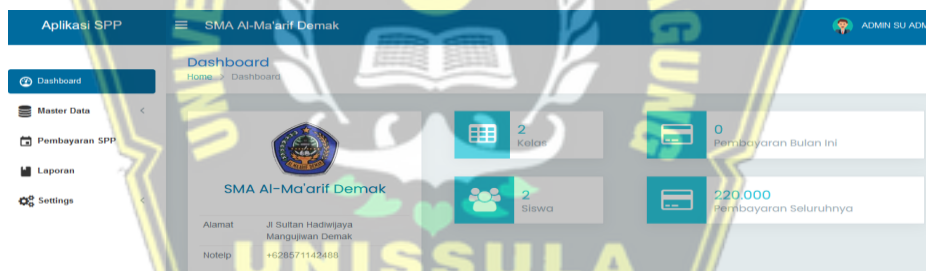 Aplikasi SPP
SMA Al-Ma'arif Demak
ADMIN SU ADM
Dashboard
Home > Dashboard
Dashboard
Master Data
Pembayaran SPP
Laporan
Settings
SMA Al-Ma'arif Demak
Alamat Jl Sultan Hadiwijaya
Mangujiwan Demak
Notelp +628571142488
2
Kelas
0
Pembayaran Bulan Ini
2
Siswa
220.000
Pembayaran Seluruhnya
UNISSULA